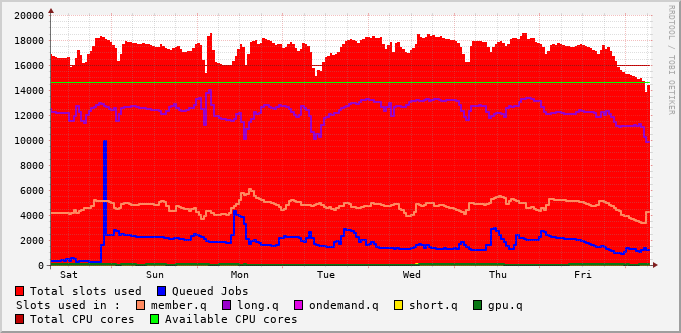 20000
18000
16000
14000
12000
10000
8000
6000
4000
2000
0
Sat Sun Mon Tue Wed Thu Fri
RRDTOOL / TOBI OETIKER
Total slots used Queued Jobs
Slots used in : member.q long.q ondemand.q short.q gpu.q
Total CPU cores Available CPU cores